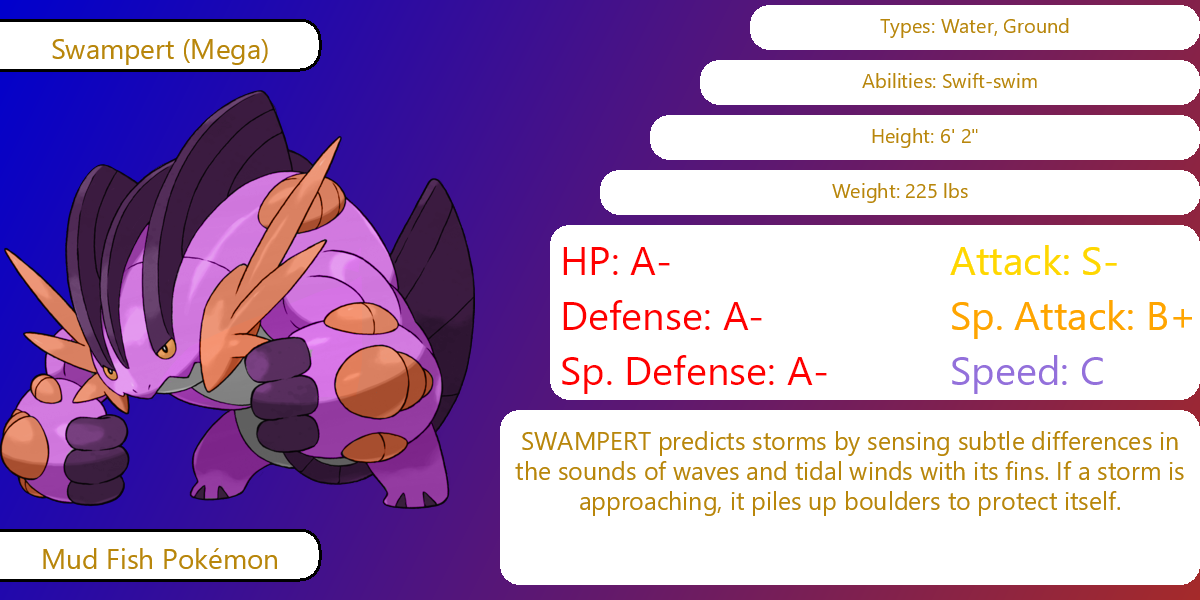 Swampert (Mega)
Types: Water, Ground
Abilities: Swift-swim
Height: 6' 2"
Weight: 225 lbs
HP: A-
Attack: S-
Defense: A-
Sp. Attack: B+
Sp. Defense: A-
Speed: C
SWAMPERT predicts storms by sensing subtle differences in
the sounds of waves and tidal winds with its fins. If a storm is
approaching, it piles up boulders to protect itself.
Mud Fish Pokémon